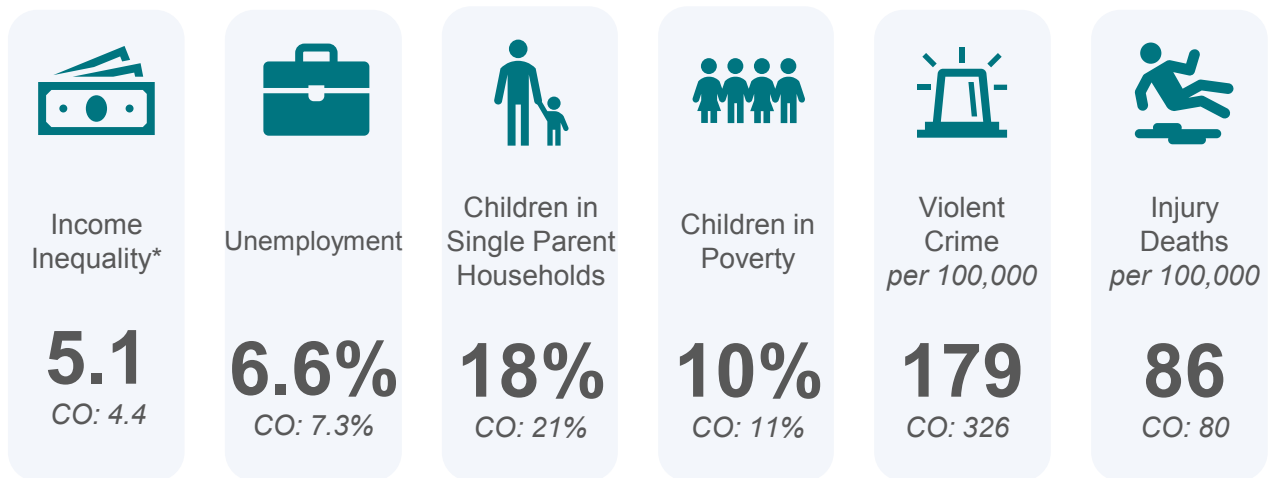 Income
Inequality*
5.1
CO: 4.4
Unemployment
6.6%
CO: 7.3%
Children in
Single Parent
Households
18%
CO: 21%
Children in
Poverty
10%
CO: 11%
Violent
Crime
per 100,000
179
CO: 326
Injury
Deaths
per 100,000
86
CO: 80